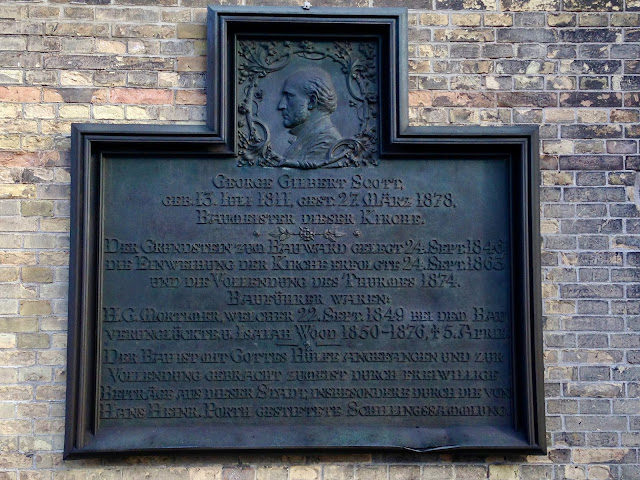 GEORGE GILBERT SCOTT,
GEB. 13. IULI 1811, GEST. 27. MÄRZ 1878,
BAUMEISTER DIESER KIRCHE.
DER GRUNDSTEIN ZUM BAU WARD GELEGT 24. SEPT. 1846
DIE EINWEIHUNG DER KIRCHE ERFOLGTE 24. SEPT. 1863
UND DIE VOLLENDUNG DES THURMES 1874.
BAUFÜHRER WAREN:
H.G. MORTIMER, WELCHER 22. SEPT. 1849 BEI DEM BAU
VERUNGLÜCKTE U. ISAIAH WOOD 1850-1876, † 5. APRIL.
DER BAU IST MIT GOTTES HÜLFE ANGEFANGEN UND ZUR
VOLLENDUNG GEBRACHT ZUMEIST DURCH FREIWILLIGE
BEITRÄGE AUS DIESER STADT, INSBESONDERE DURCH DIE VON
HANS HEINR. PORTH GESTIFTETE SCHILLINGSSAMMLUNG.